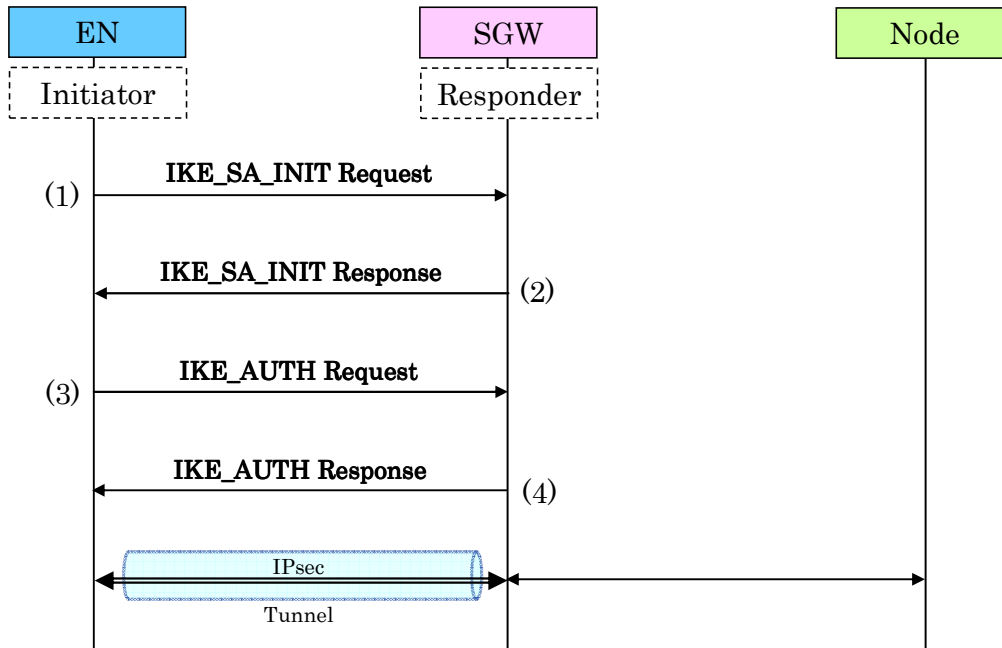 EN
SGW
Node
Initiator
Responder
IKE_SA_INIT Request
(1)
IKE_SA_INIT Response
(2)
IKE_AUTH Request
(3)
IKE_AUTH Response
(4)
IPsec
Tunnel